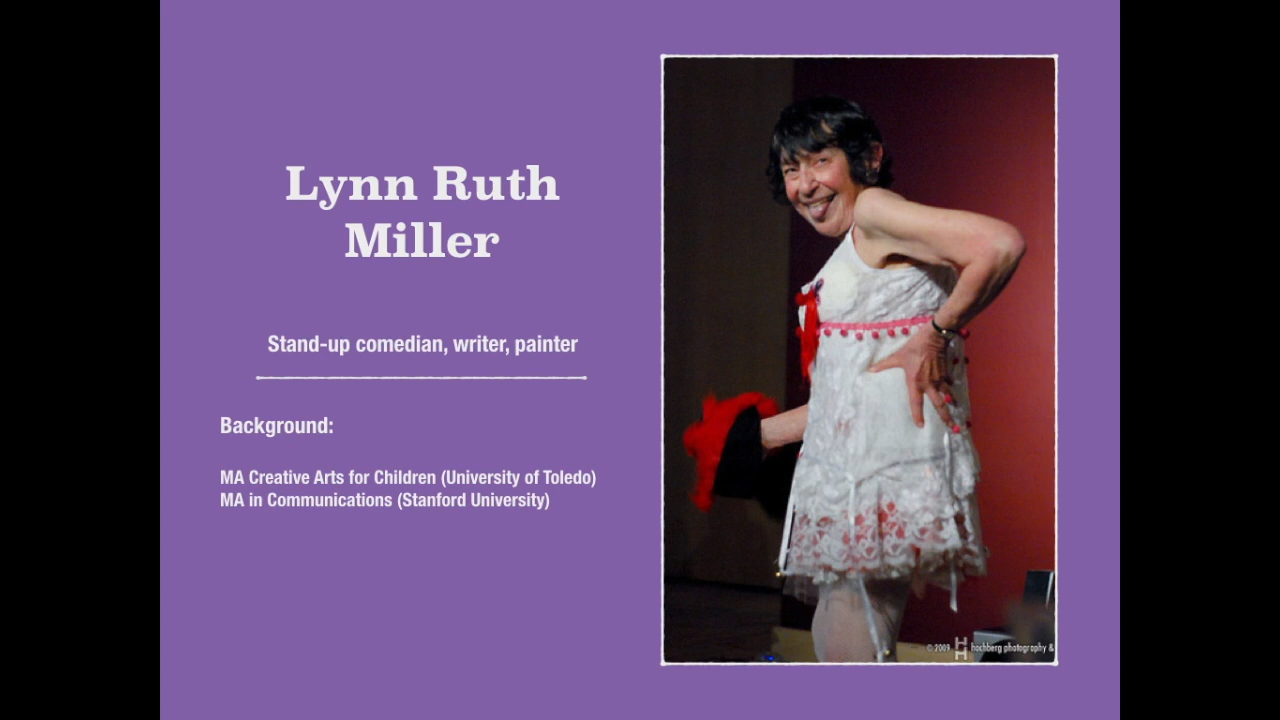 Lynn Ruth
Miller
Stand-up comedian, writer, painter
Background:
MA Creative Arts for Children (University of Toledo)
MA in Communications (Stanford University)
© 2009 HH hochberg photography &